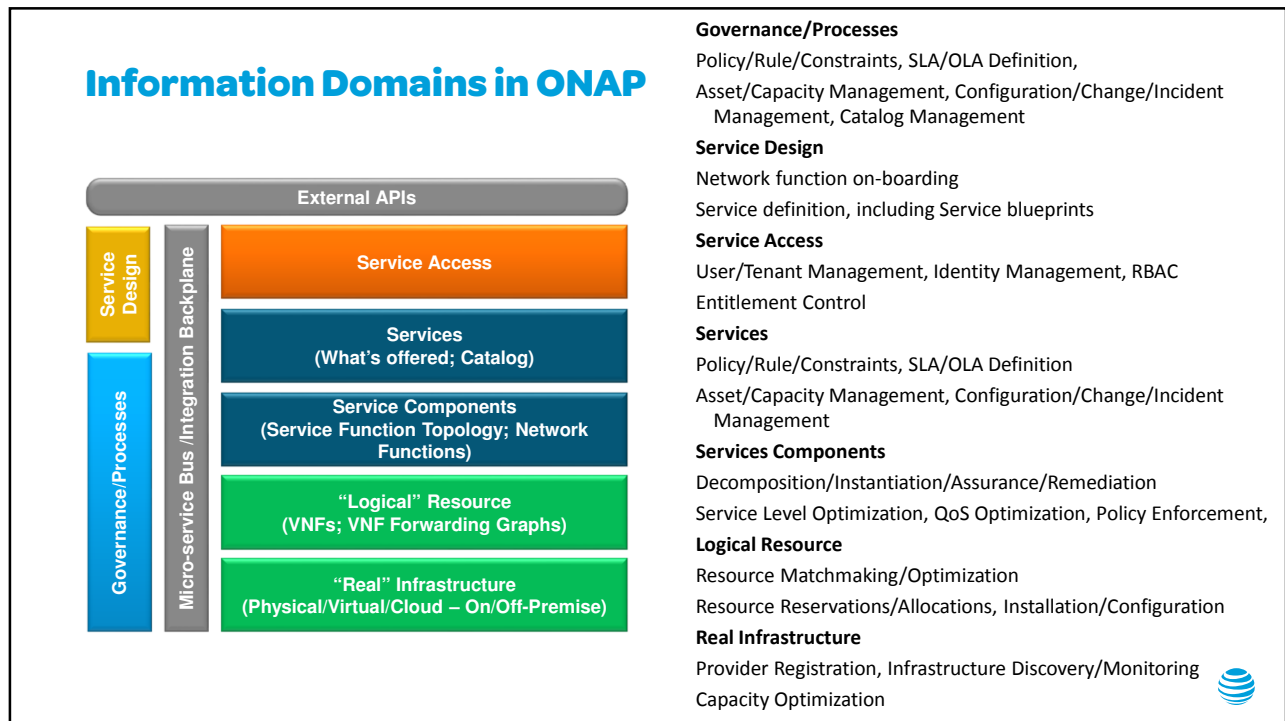 Information Domains in ONAP
External APIs
Service
Design
Governance/Processes
Micro-service Bus /Integration Backplane
Service Access
Services
(What's offered; Catalog)
Service Components
(Service Function Topology; Network
Functions)
“Logical” Resource
(VNFs; VNF Forwarding Graphs)
“Real” Infrastructure
(Physical/Virtual/Cloud – On/Off-Premise)
Governance/Processes
Policy/Rule/Constraints, SLA/OLA Definition,
Asset/Capacity Management, Configuration/Change/Incident
Management, Catalog Management
Service Design
Network function on-boarding
Service definition, including Service blueprints
Service Access
User/Tenant Management, Identity Management, RBAC
Entitlement Control
Services
Policy/Rule/Constraints, SLA/OLA Definition
Asset/Capacity Management, Configuration/Change/Incident
Management
Services Components
Decomposition/Instantiation/Assurance/Remediation
Service Level Optimization, QoS Optimization, Policy Enforcement,
Logical Resource
Resource Matchmaking/Optimization
Resource Reservations/Allocations, Installation/Configuration
Real Infrastructure
Provider Registration, Infrastructure Discovery/Monitoring
Capacity Optimization